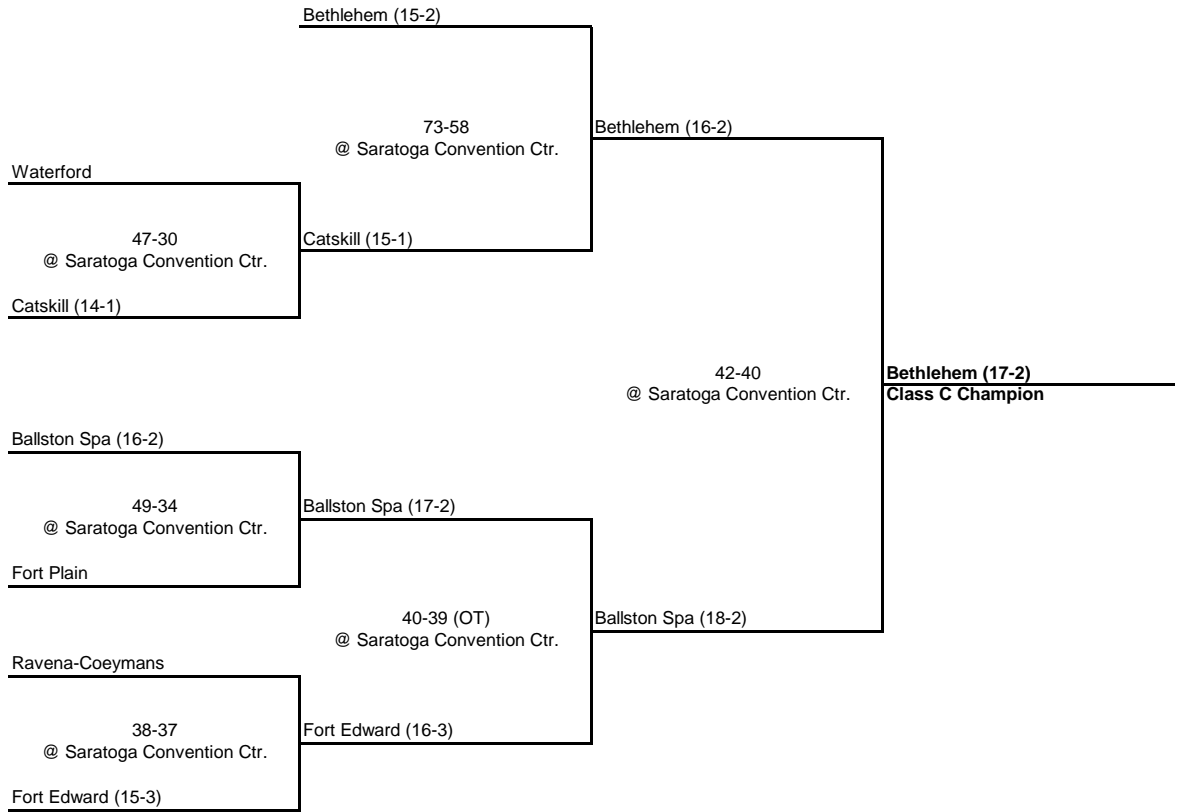 Bethlehem (15-2)
73-58
@ Saratoga Convention Ctr.
Bethlehem (16-2)
Waterford
47-30
@ Saratoga Convention Ctr.
Catskill (15-1)
Catskill (14-1)
42-40
@ Saratoga Convention Ctr.
Bethlehem (17-2)
Class C Champion
Ballston Spa (16-2)
49-34
@ Saratoga Convention Ctr.
Ballston Spa (17-2)
Fort Plain
40-39 (OT)
@ Saratoga Convention Ctr.
Ballston Spa (18-2)
Ravena-Coeymans
38-37
@ Saratoga Convention Ctr.
Fort Edward (16-3)
Fort Edward (15-3)